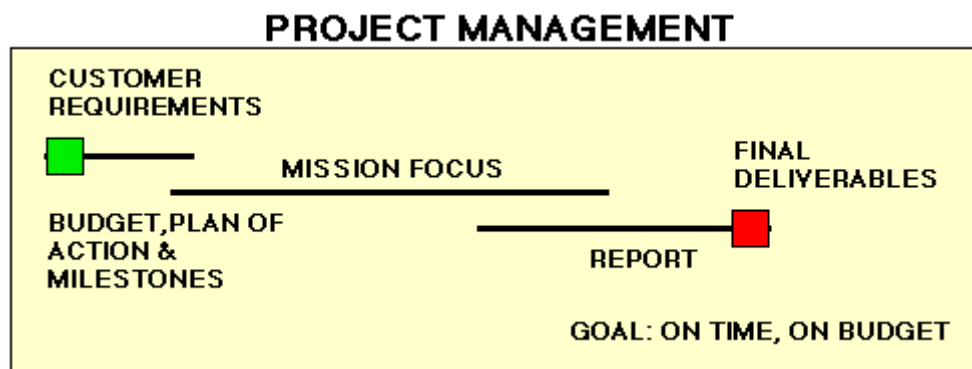 PROJECT MANAGEMENT
CUSTOMER
REQUIREMENTS
MISSION FOCUS
FINAL
DELIVERABLES
BUDGET,PLAN OF
ACTION &
MILESTONES
REPORT
GOAL: ON TIME, ON BUDGET